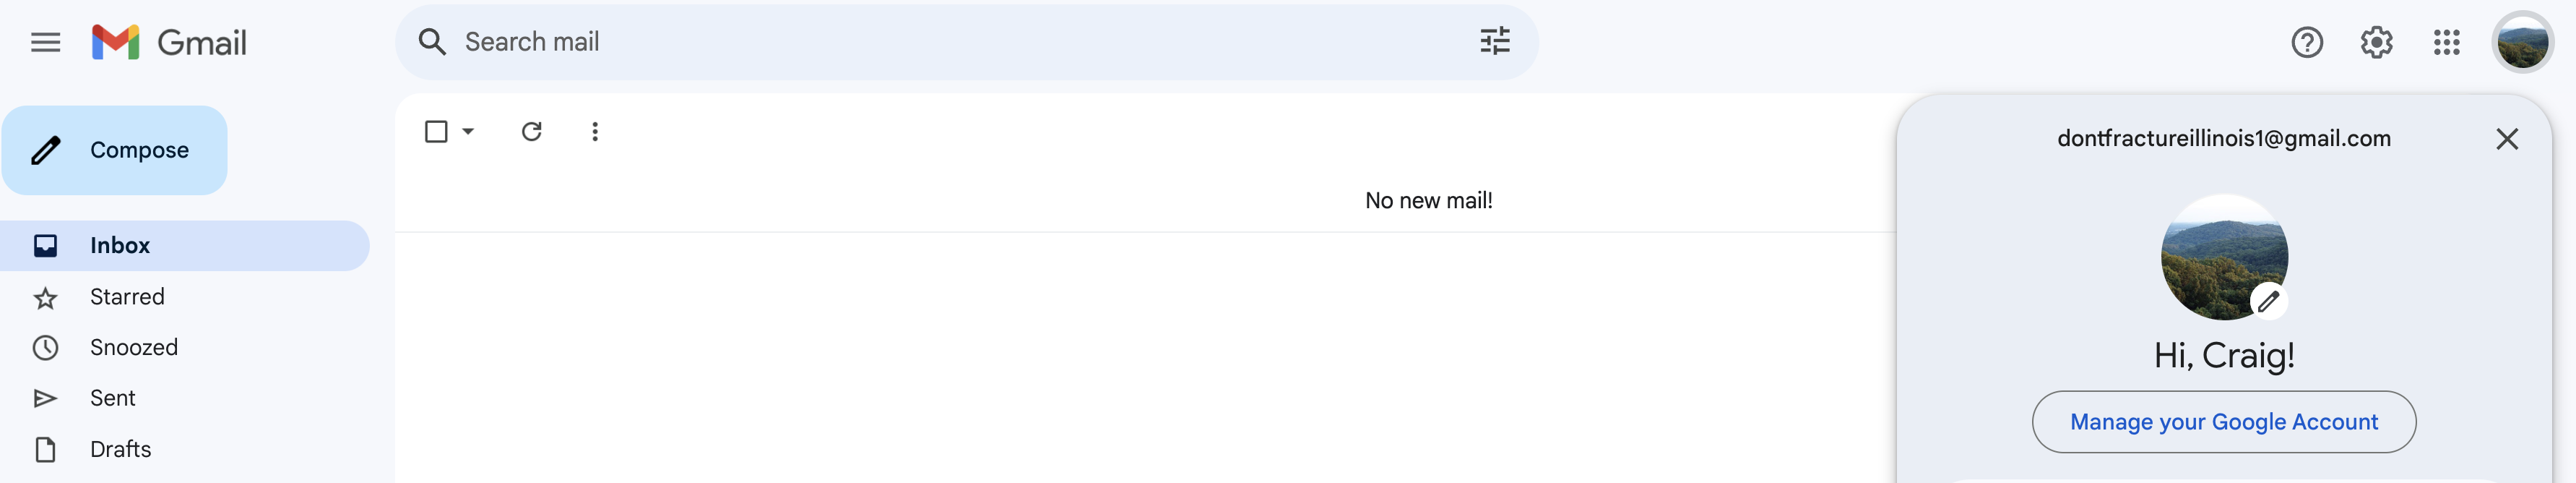 Gmail
Search mail
Compose
Inbox
Starred
Snoozed
Sent
Drafts
No new mail!
dontfractureillinois1@gmail.com
Hi, Craig!
Manage your Google Account